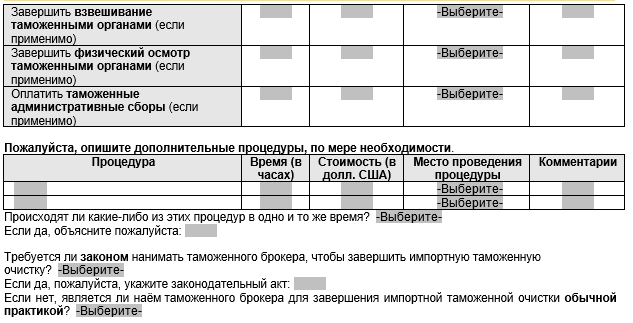 Завершить взвешивание
таможенными органами (если
применимо)
-Выберите-
Завершить физический осмотр
таможенными органами (если
применимо)
-Выберите-
Оплатить таможенные
административные сборы (если
применимо)
-Выберите-
Пожалуйста, опишите дополнительные процедуры, по мере необходимости.
Процедура
Время (в
часах)
Стоимость (в
долл. США)
Место проведения
процедуры
Комментарии
-Выберите-
-Выберите-
Происходят ли какие-либо из этих процедур в одно и то же время? -Выберите-
Если да, объясните пожалуйста:
Требуется ли законом нанимать таможенного брокера, чтобы завершить импортную таможенную
очистку? -Выберите-
Если да, пожалуйста, укажите законодательный акт:
Если нет, является ли наём таможенного брокера для завершения импортной таможенной очистки обычной
практикой? -Выберите-